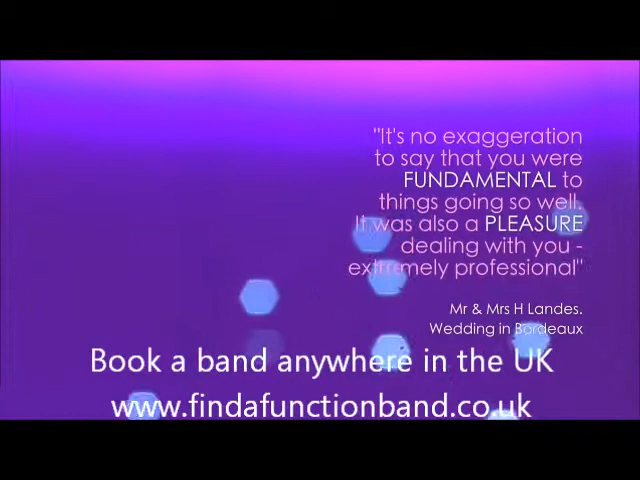 "It's no exaggeration
to say that you were
FUNDAMENTAL to
things going so well.
It was also a PLEASURE
dealing with you -
extremely professional"
Mr & Mrs H Landes.
Wedding in Bordeaux
Book a band anywhere in the UK
www.findafunctionband.co.uk